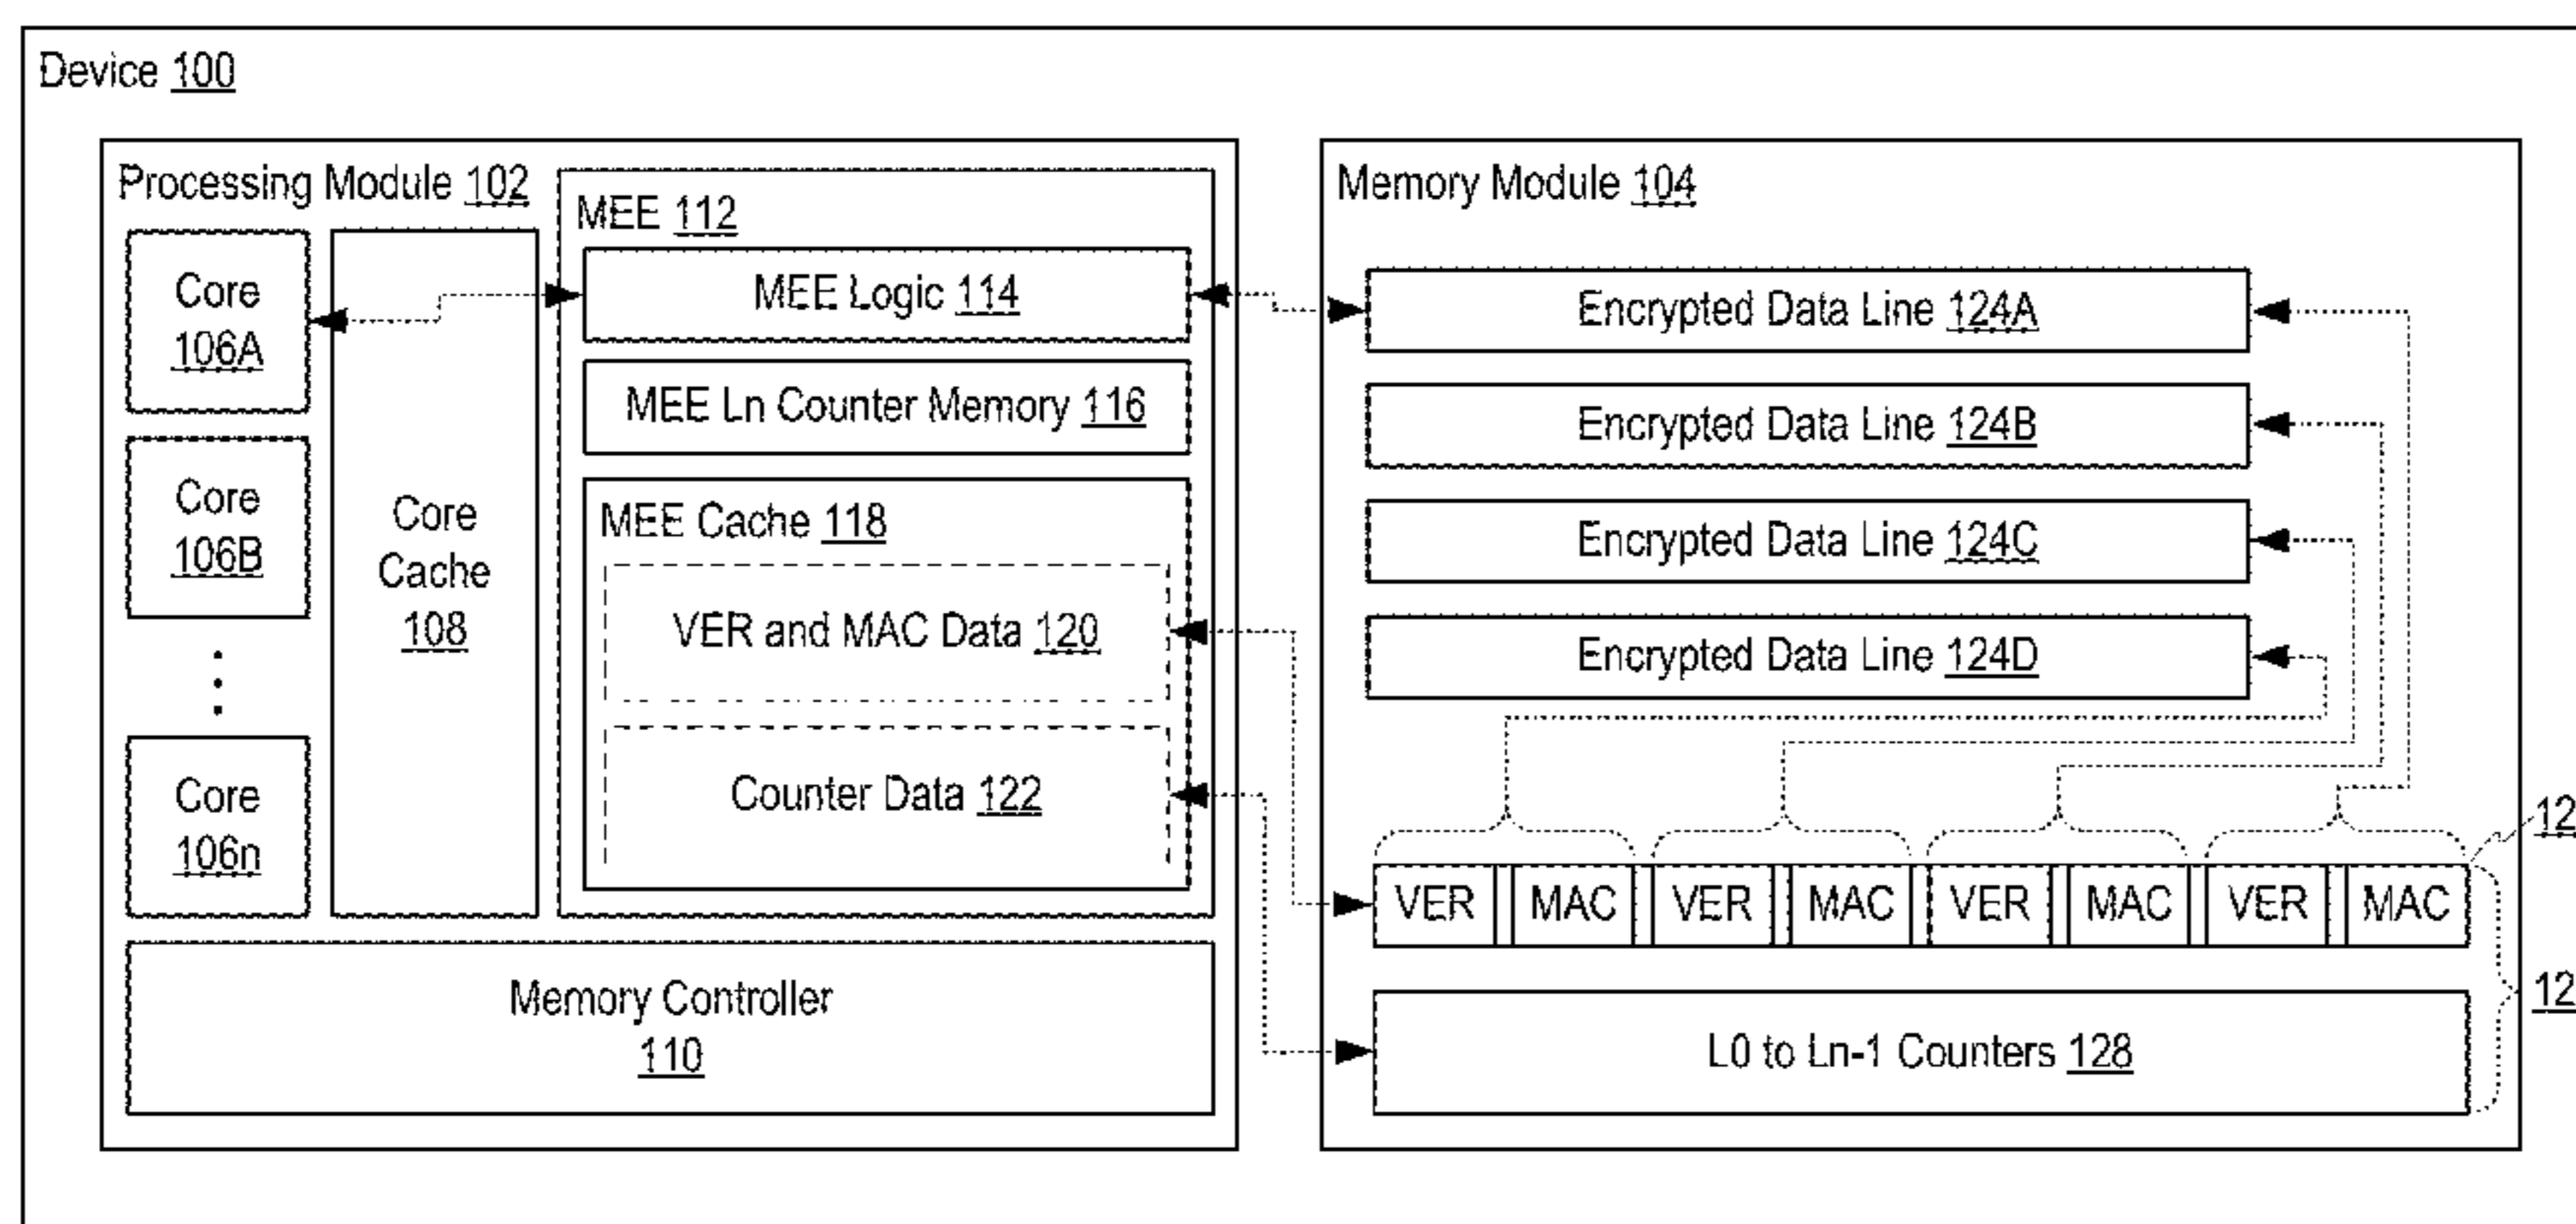 Device 100
Processing Module 102
Core
106A
Core
106B
Core
106n
Core
Cache
108
MEE 112
MEE Logic 114
MEE Ln Counter Memory 116
MEE Cache 118
VER and MAC Data 120
Counter Data 122
Memory Controller
110
Memory Module 104
Encrypted Data Line 124A
Encrypted Data Line 124B
Encrypted Data Line 124C
Encrypted Data Line 124D
12
VER MAC VER MAC VER MAC VER MAC
12
L0 to Ln-1 Counters 128